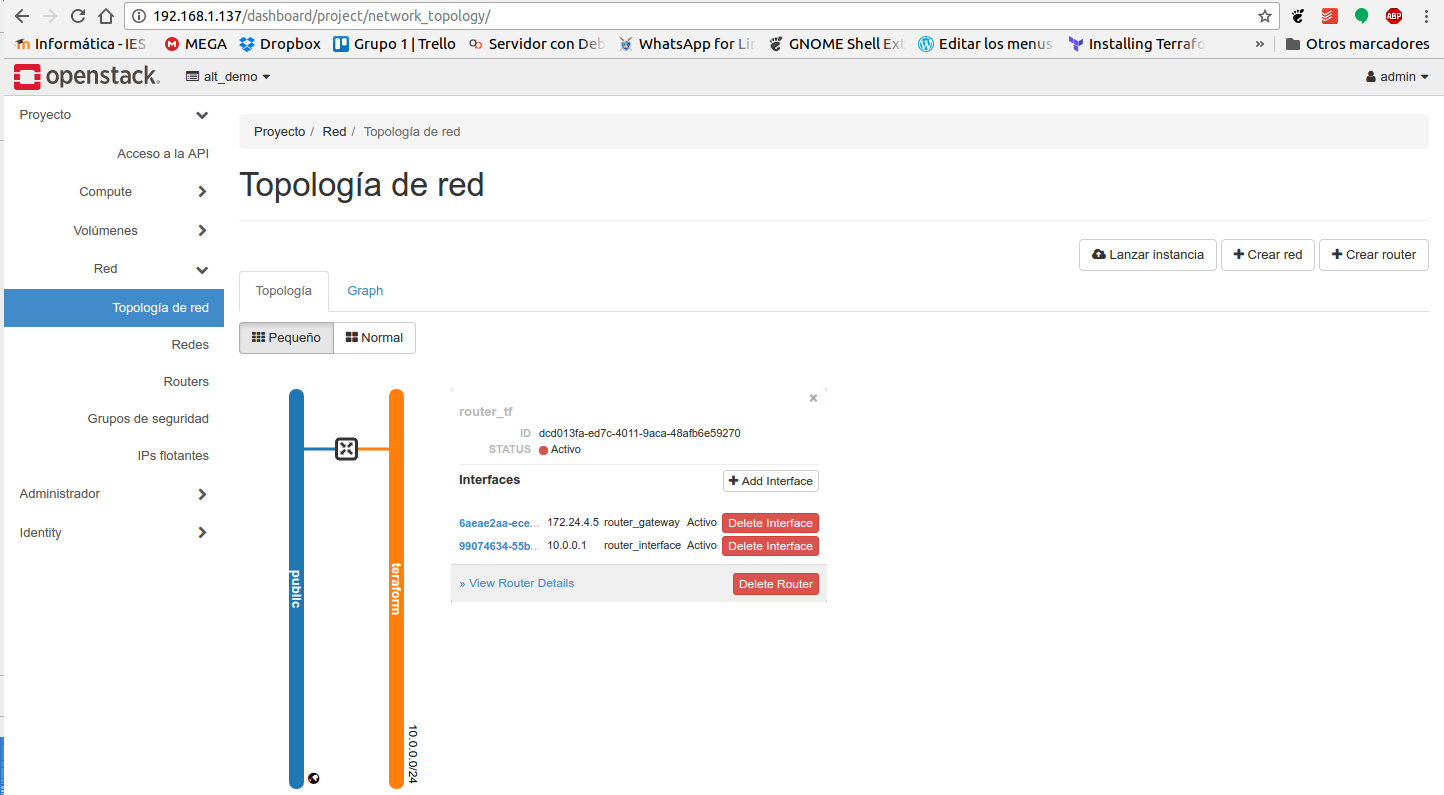 192.168.1.137/dashboard/project/network_topology/
ABP
Informática - IES
MEGA
Dropbox
Grupo 1 | Trello
Servidor con Deb
WhatsApp for Lin
GNOME Shell Ext
Editar los menus
Installing Terrafo
»
Otros marcadores
openstack.
alt_demo
admin
Proyecto
Acceso a la API
Compute
Volúmenes
Red
Topología de red
Redes
Routers
Grupos de seguridad
IPs flotantes
Administrador
Identity
Proyecto / Red / Topología de red
Topología de red
Lanzar instancia
+ Crear red
+ Crear router
Topología
Graph
Pequeño
Normal
public
teraform
10.0.0.0/24
router_tf
×
ID dcd013fa-ed7c-4011-9aca-48afb6e59270
STATUS Activo
Interfaces
+ Add Interface
6aeae2aa-ece... 172.24.4.5 router_gateway Activo Delete Interface
99074634-55b... 10.0.0.1 router_interface Activo Delete Interface
» View Router Details
Delete Router